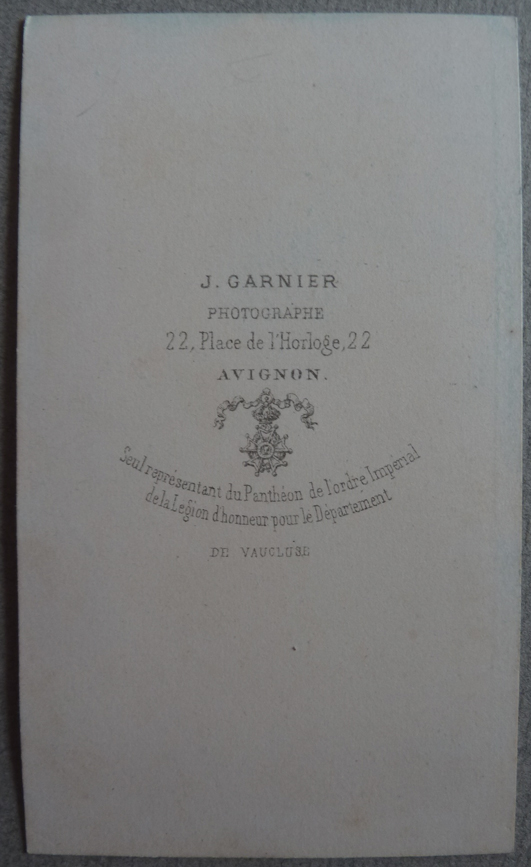 J. GARNIER
PHOTOGRAPHE
22, Place de l'Horloge, 22
AVIGNON.
Seul représentant du Panthéon de l'ordre Impérial
de la Légion d'honneur pour le Département
DE VAUCLUSE